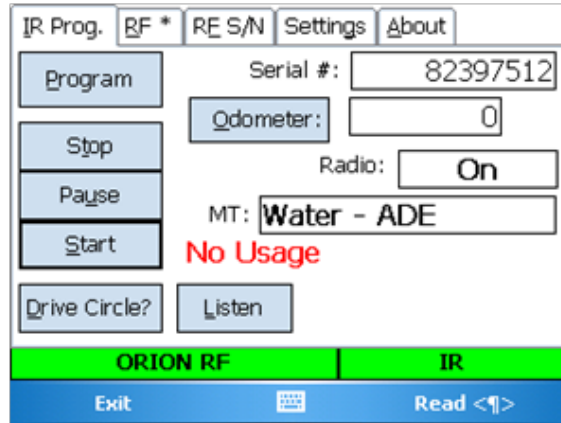 IR Prog. RF * RF S/N Settings About
Program Serial #: 82397512
Odometer: 0
Stop Radio: On
Pause MT: Water - ADE
Start No Usage
Drive Circle? Listen
ORION RF IR
Exit Read <¶>